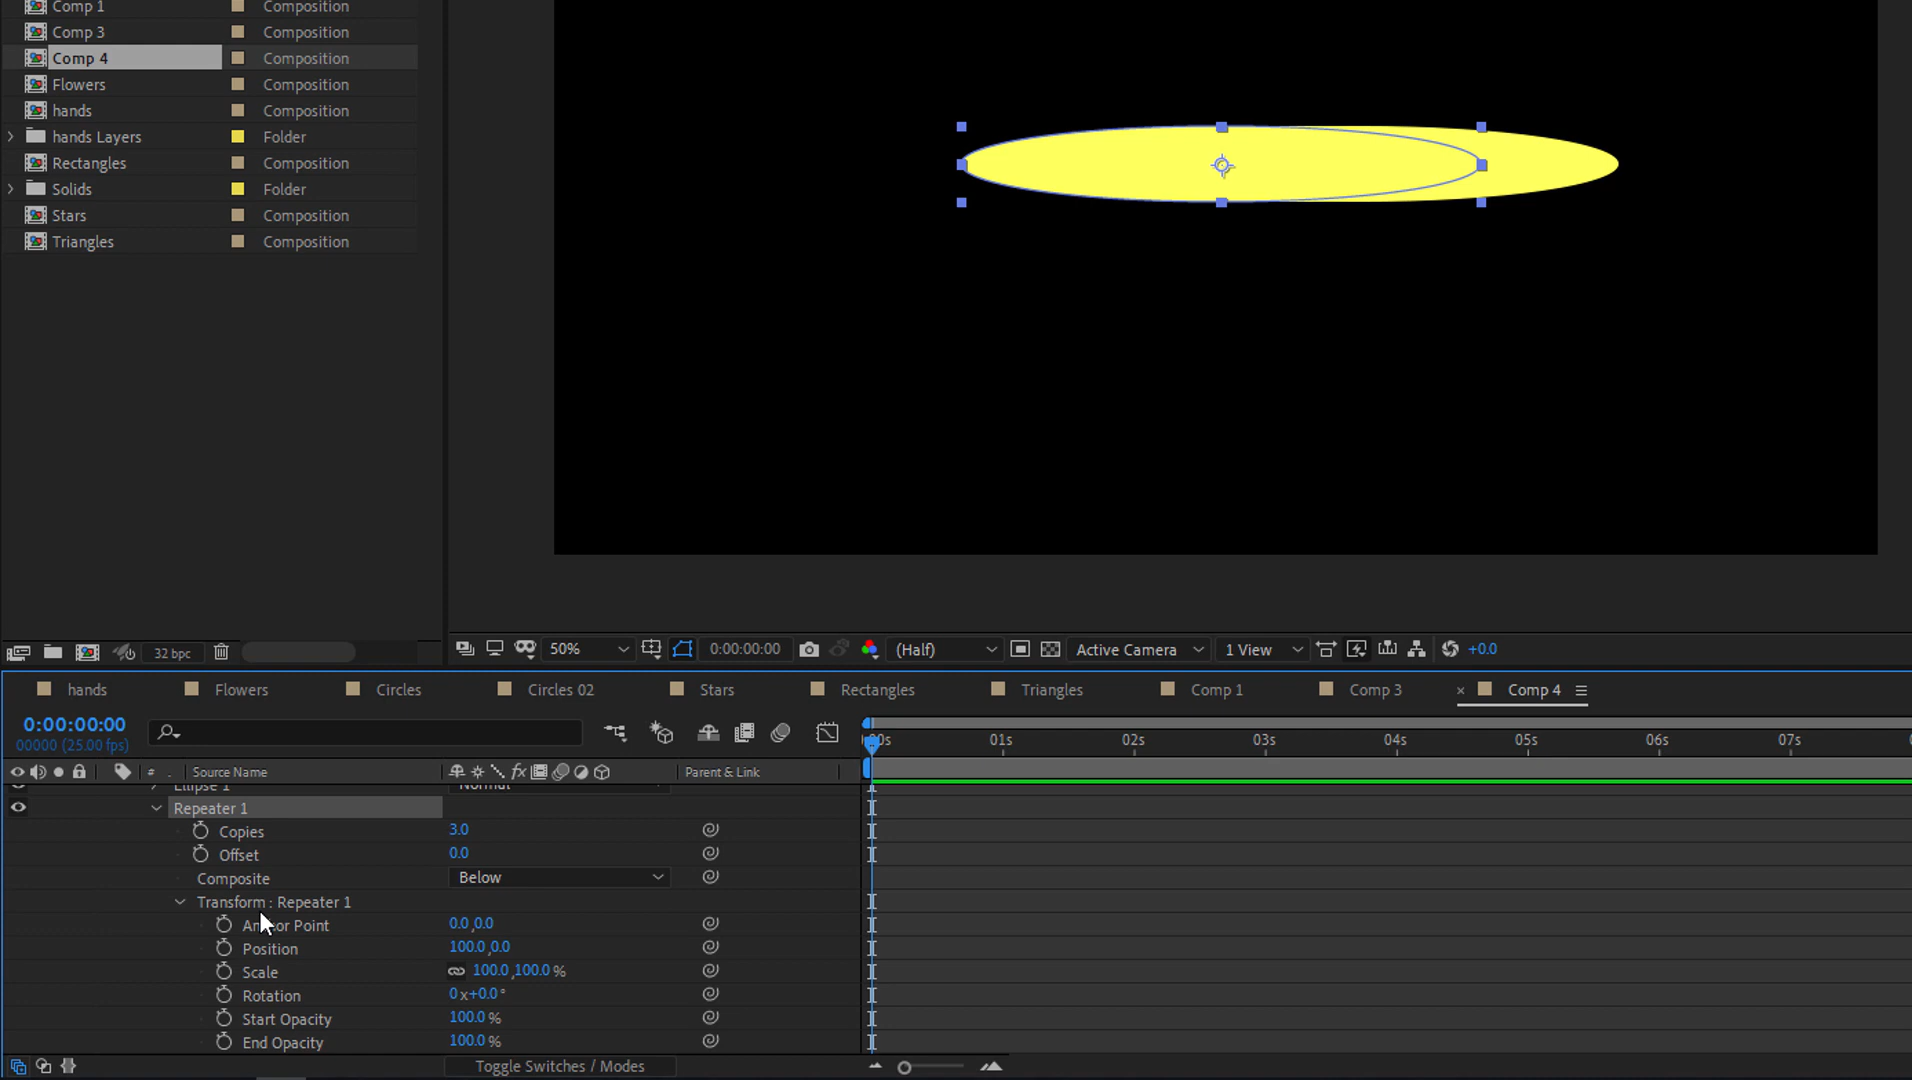 Comp 1 Composition
Comp 3 Composition
Comp 4 Composition
Flowers Composition
hands Composition
hands Layers Folder
Rectangles Composition
Solids Folder
Stars Composition
Triangles Composition
32 bpc
50% 0:00:00:00 (Half) Active Camera 1 View +0.0
hands Flowers Circles Circles 02 Stars Rectangles Triangles Comp 1 Comp 3 × Comp 4
0:00:00:00
00000 (25.00 fps)
00s 01s 02s 03s 04s 05s 06s 07s
# . Source Name fx Parent & Link
Ellipse 1 Normal
Repeater 1
Copies 3.0
Offset 0.0
Composite Below
Transform : Repeater 1
Anchor Point 0.0,0.0
Position 100.0,0.0
Scale 100.0,100.0 %
Rotation 0x+0.0°
Start Opacity 100.0 %
End Opacity 100.0 %
Toggle Switches / Modes